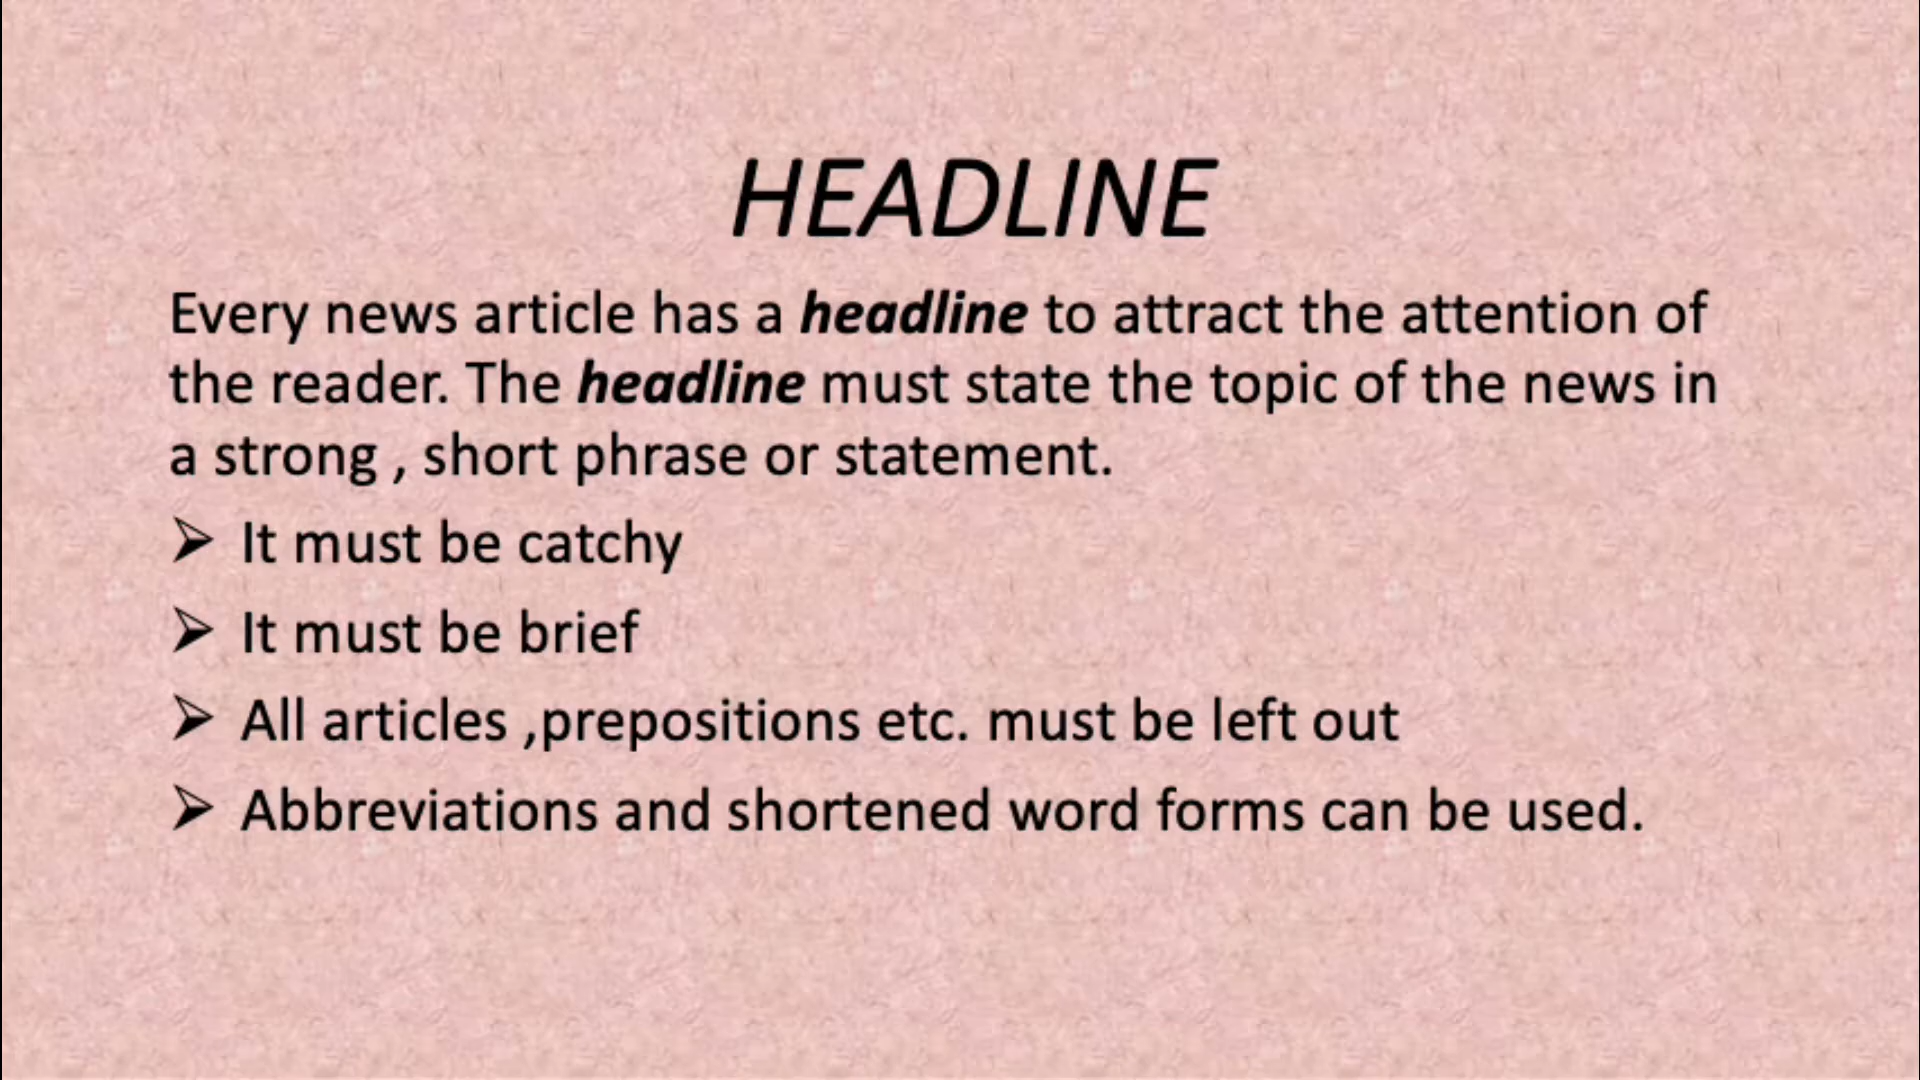 HEADLINE
Every news article has a headline to attract the attention of
the reader. The headline must state the topic of the news in
a strong , short phrase or statement.
➢ It must be catchy
➢ It must be brief
➢ All articles ,prepositions etc. must be left out
➢ Abbreviations and shortened word forms can be used.